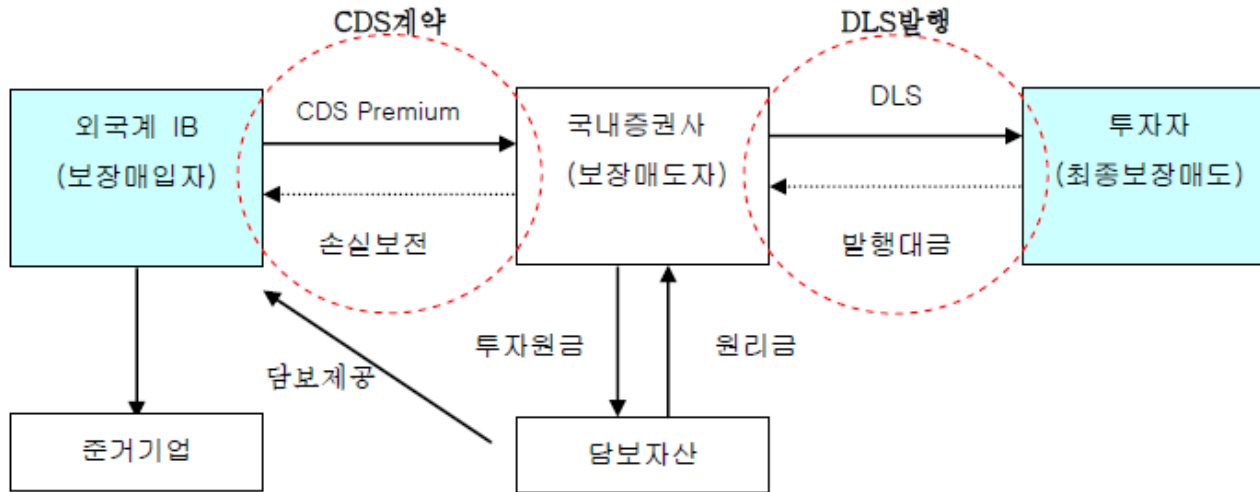 CDS계약
DLS발행
외국계 IB
(보장매입자)
CDS Premium
손실보전
국내증권사
(보장매도자)
DLS
발행대금
투자자
(최종보장매도)
담보제공
투자원금
원리금
준거기업
담보자산